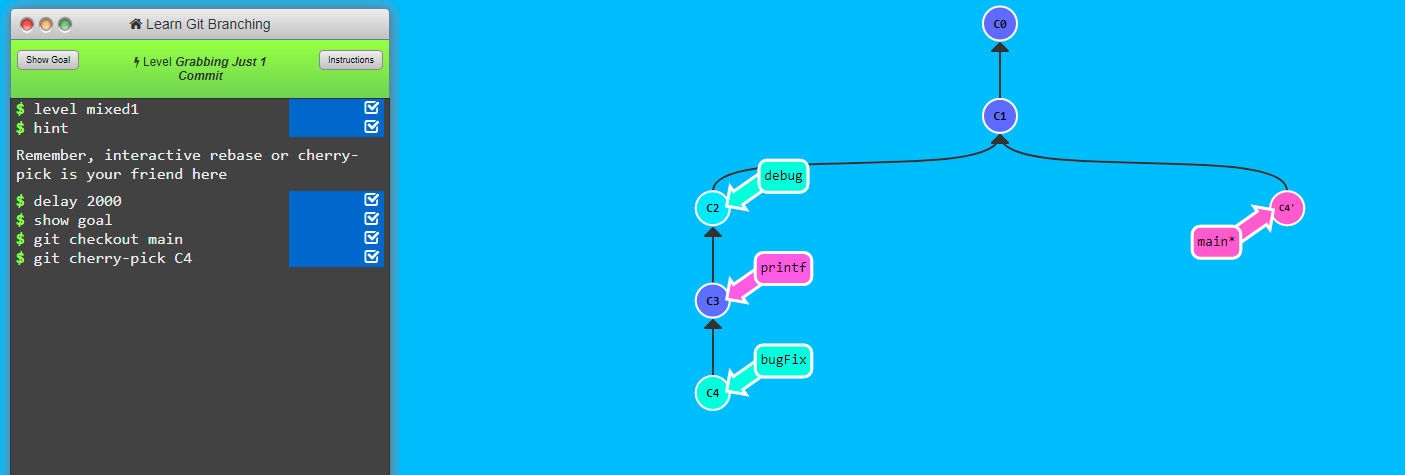 Learn Git Branching
Show Goal
Level Grabbing Just 1
Commit
Instructions
$ level mixed1
$ hint
Remember, interactive rebase or cherry-
pick is your friend here
$ delay 2000
$ show goal
$ git checkout main
$ git cherry-pick C4
C0
C1
debug
C2
C4'
main*
printf
C3
bugFix
C4